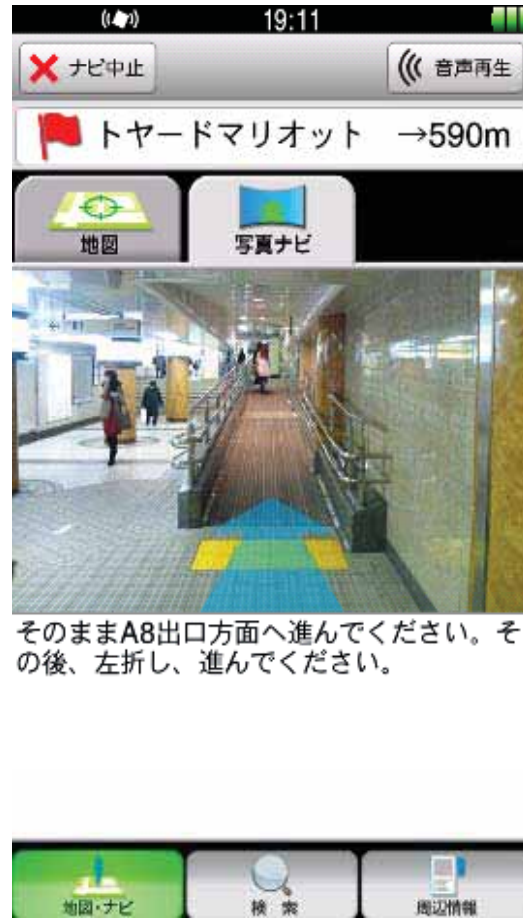 19:11
ナビ中止
音声再生
トヤードマリオット →590m
地図
写真ナビ
そのままA8出口方面へ進んでください。そ
の後、左折し、進んでください。
地図・ナビ
検 索
周辺情報